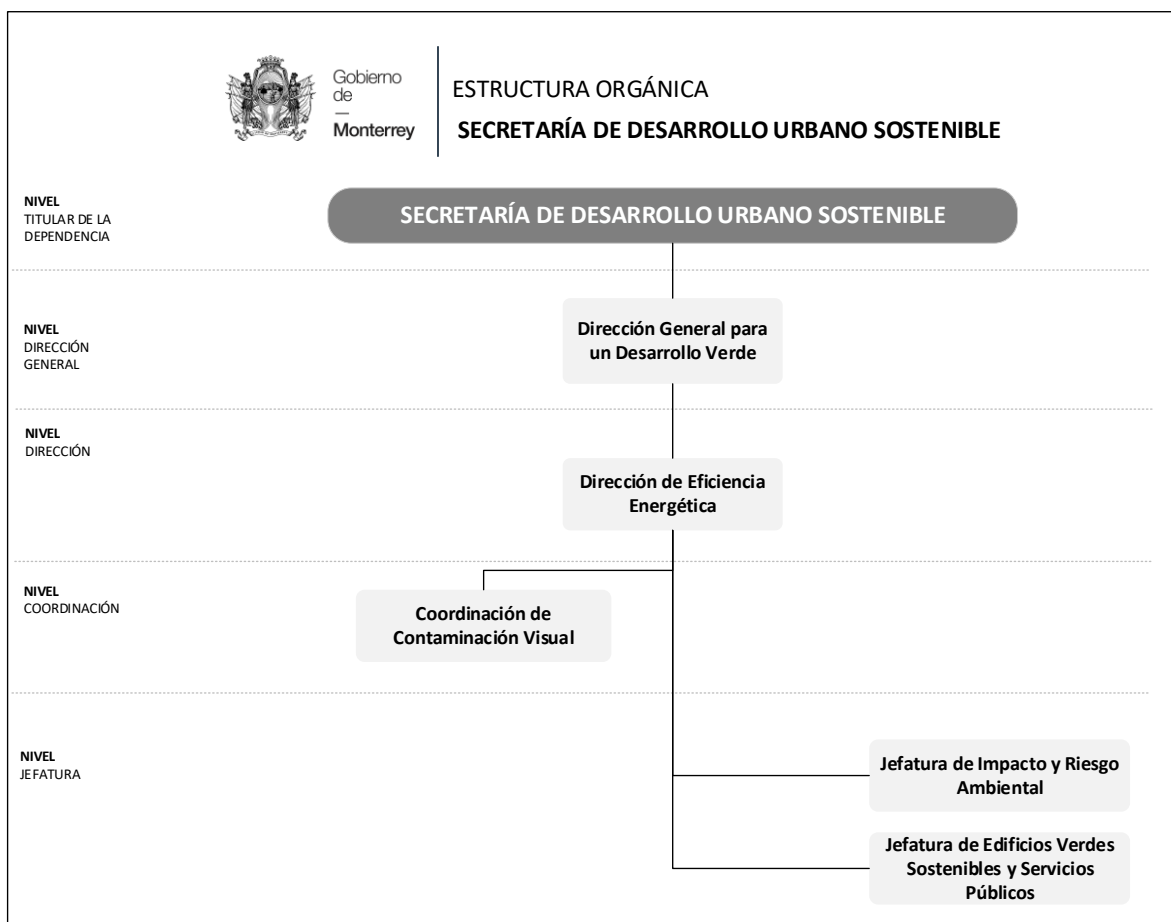 Gobierno
de
—
Monterrey
ESTRUCTURA ORGÁNICA
SECRETARÍA DE DESARROLLO URBANO SOSTENIBLE
NIVEL
TITULAR DE LA
DEPENDENCIA
SECRETARÍA DE DESARROLLO URBANO SOSTENIBLE
NIVEL
DIRECCIÓN
GENERAL
Dirección General para
un Desarrollo Verde
NIVEL
DIRECCIÓN
Dirección de Eficiencia
Energética
NIVEL
COORDINACIÓN
Coordinación de
Contaminación Visual
NIVEL
JEFATURA
Jefatura de Impacto y Riesgo
Ambiental
Jefatura de Edificios Verdes
Sostenibles y Servicios
Públicos